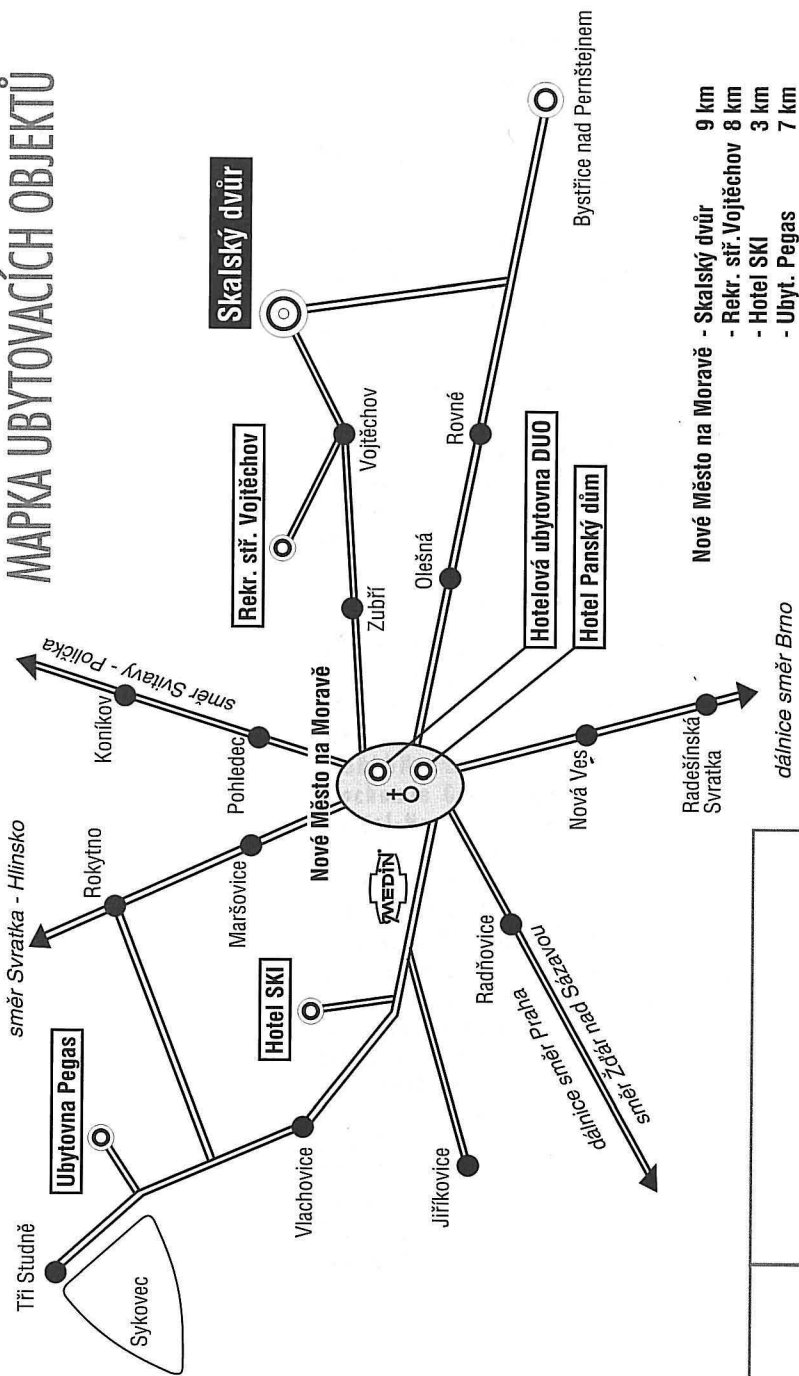 MAPKA UBYTOVACÍCH OBJEKTŮ
směr Svratka - Hlinsko
Tři Studně
Rokytno
Koníkov
směr Svitavy - Polička
Ubytovna Pegas
Sykovec
Maršovice
Pohledec
Rekr. stř. Vojtěchov
Skalský dvůr
Hotel SKI
Vlachovice
Nové Město na Moravě
Zubří
Vojtěchov
MEDIN
Jiříkovice
Olešná
Rovné
Radňovice
Hotelová ubytovna DUO
Hotel Panský dům
Bystřice nad Pernštejnem
dálnice směr Praha
směr Žďár nad Sázavou
Nová Ves
Radešínská
Svratka
dálnice směr Brno
Nové Město na Moravě - Skalský dvůr 9 km
- Rekr. stř. Vojtěchov 8 km
- Hotel SKI 3 km
- Ubyt. Pegas 7 km